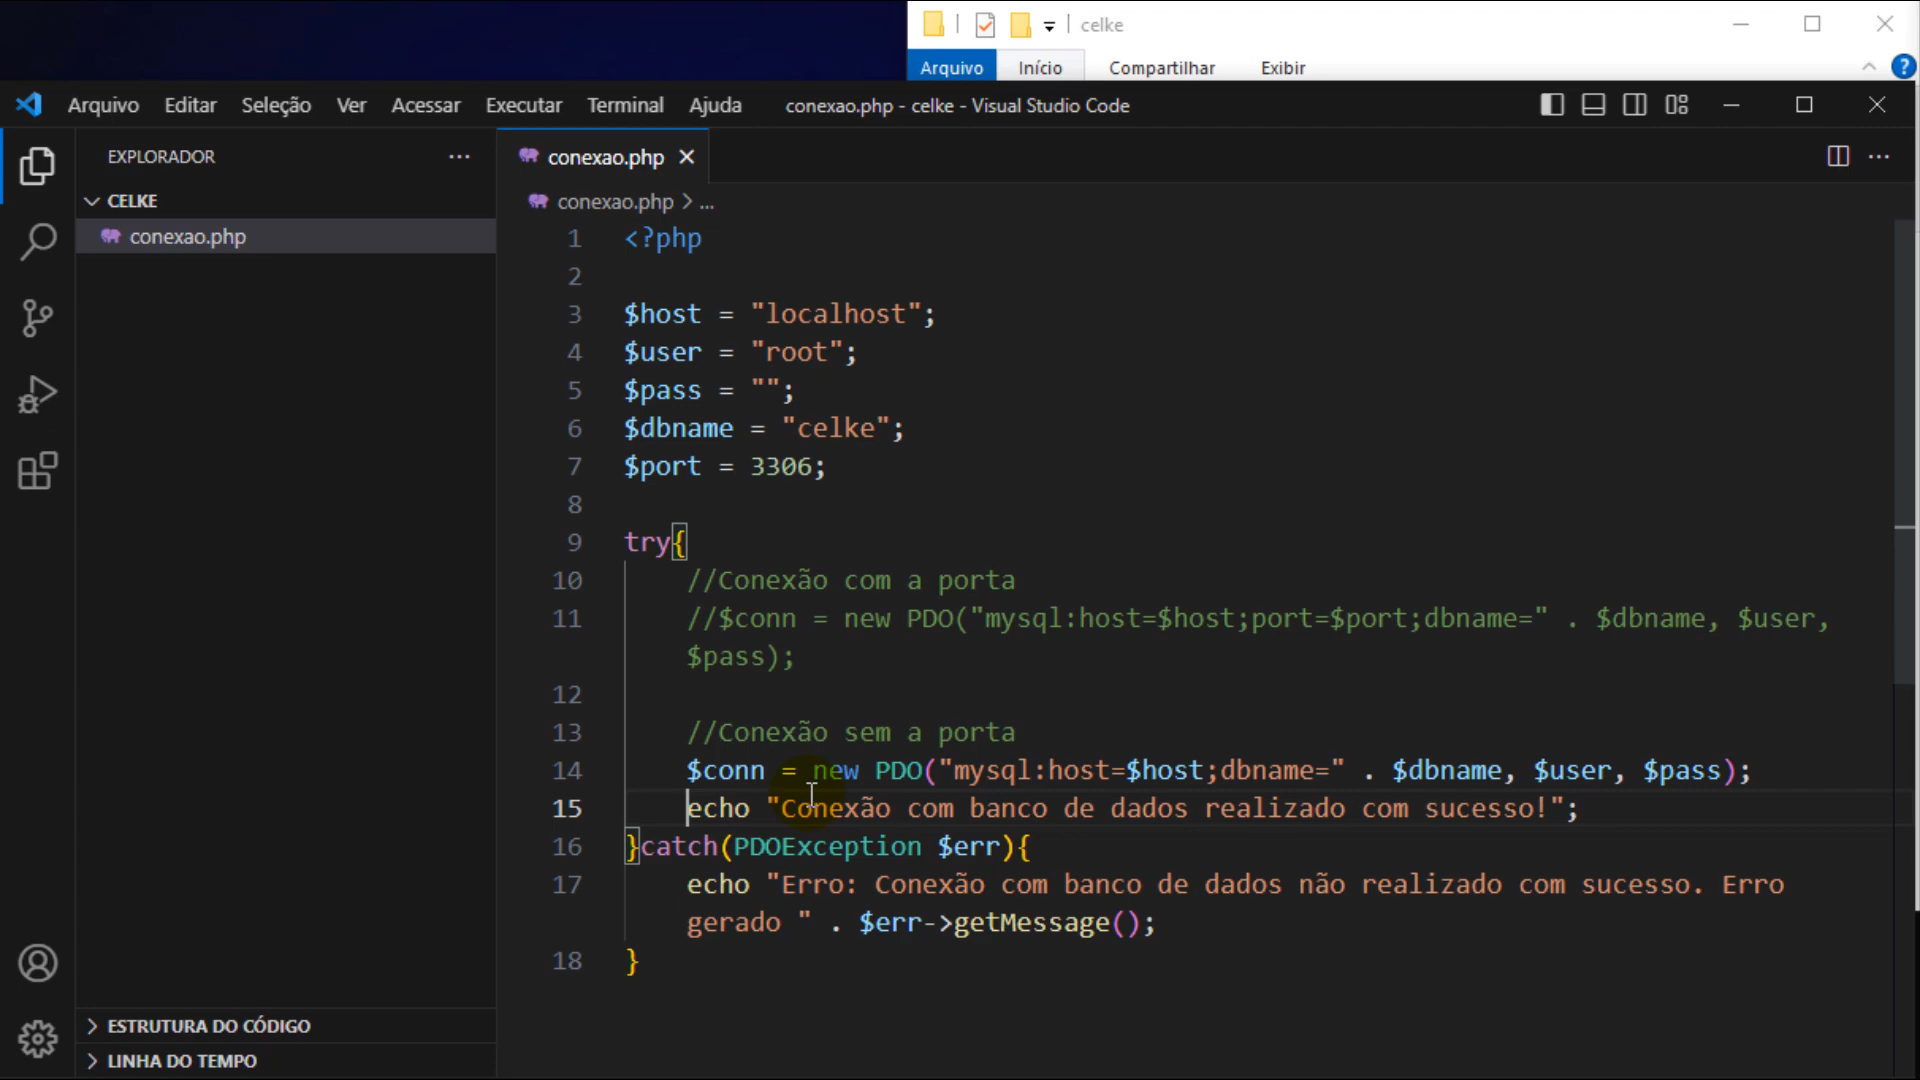 celke
Arquivo Início Compartilhar Exibir
Arquivo Editar Seleção Ver Acessar Executar Terminal Ajuda conexao.php - celke - Visual Studio Code
EXPLORADOR
CELKE
conexao.php
conexao.php
conexao.php > ...
1 <?php
2
3 $host = "localhost";
4 $user = "root";
5 $pass = "";
6 $dbname = "celke";
7 $port = 3306;
8
9 try{
10 //Conexão com a porta
11 //$conn = new PDO("mysql:host=$host;port=$port;dbname=" . $dbname, $user,
$pass);
12
13 //Conexão sem a porta
14 $conn = new PDO("mysql:host=$host;dbname=" . $dbname, $user, $pass);
15 echo "Conexão com banco de dados realizado com sucesso!";
16 }catch(PDOException $err){
17 echo "Erro: Conexão com banco de dados não realizado com sucesso. Erro
gerado " . $err->getMessage();
18 }
ESTRUTURA DO CÓDIGO
LINHA DO TEMPO